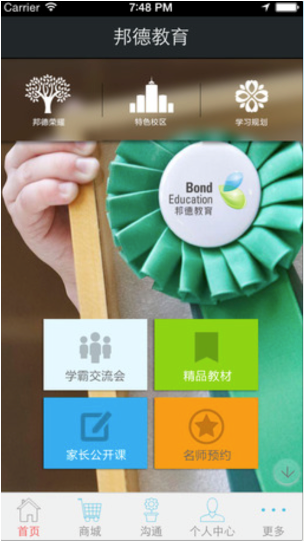 Carrier 7:48 PM
邦德教育
邦德荣耀 特色校区 学习规划
Bond
Education
邦德教育
学霸交流会 精品教材
家长公开课 名师预约
首页 商城 沟通 个人中心 更多